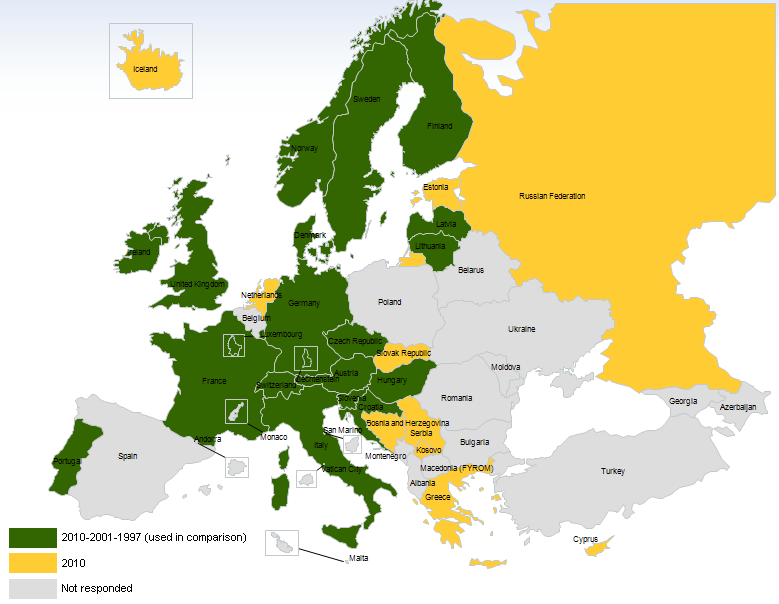 Iceland
Sweden
Finland
Norway
Estonia
Russian Federation
Latvia
Denmark
Lithuania
Ireland
Belarus
United Kingdom
Netherlands
Germany
Poland
Belgium
Ukraine
Luxembourg
Czech Republic
Slovak Republic
Moldova
Austria
France
Switzerland
Liechtenstein
Hungary
Slovenia
Romania
Georgia
Azerbaijan
Croatia
Bosnia and Herzegovina
San Marino
Serbia
Andorra
Monaco
Italy
Bulgaria
Kosovo
Spain
Montenegro
Portugal
Vatican City
Macedonia (FYROM)
Turkey
Albania
Greece
2010-2001-1997 (used in comparison)
Cyprus
Malta
2010
Not responded